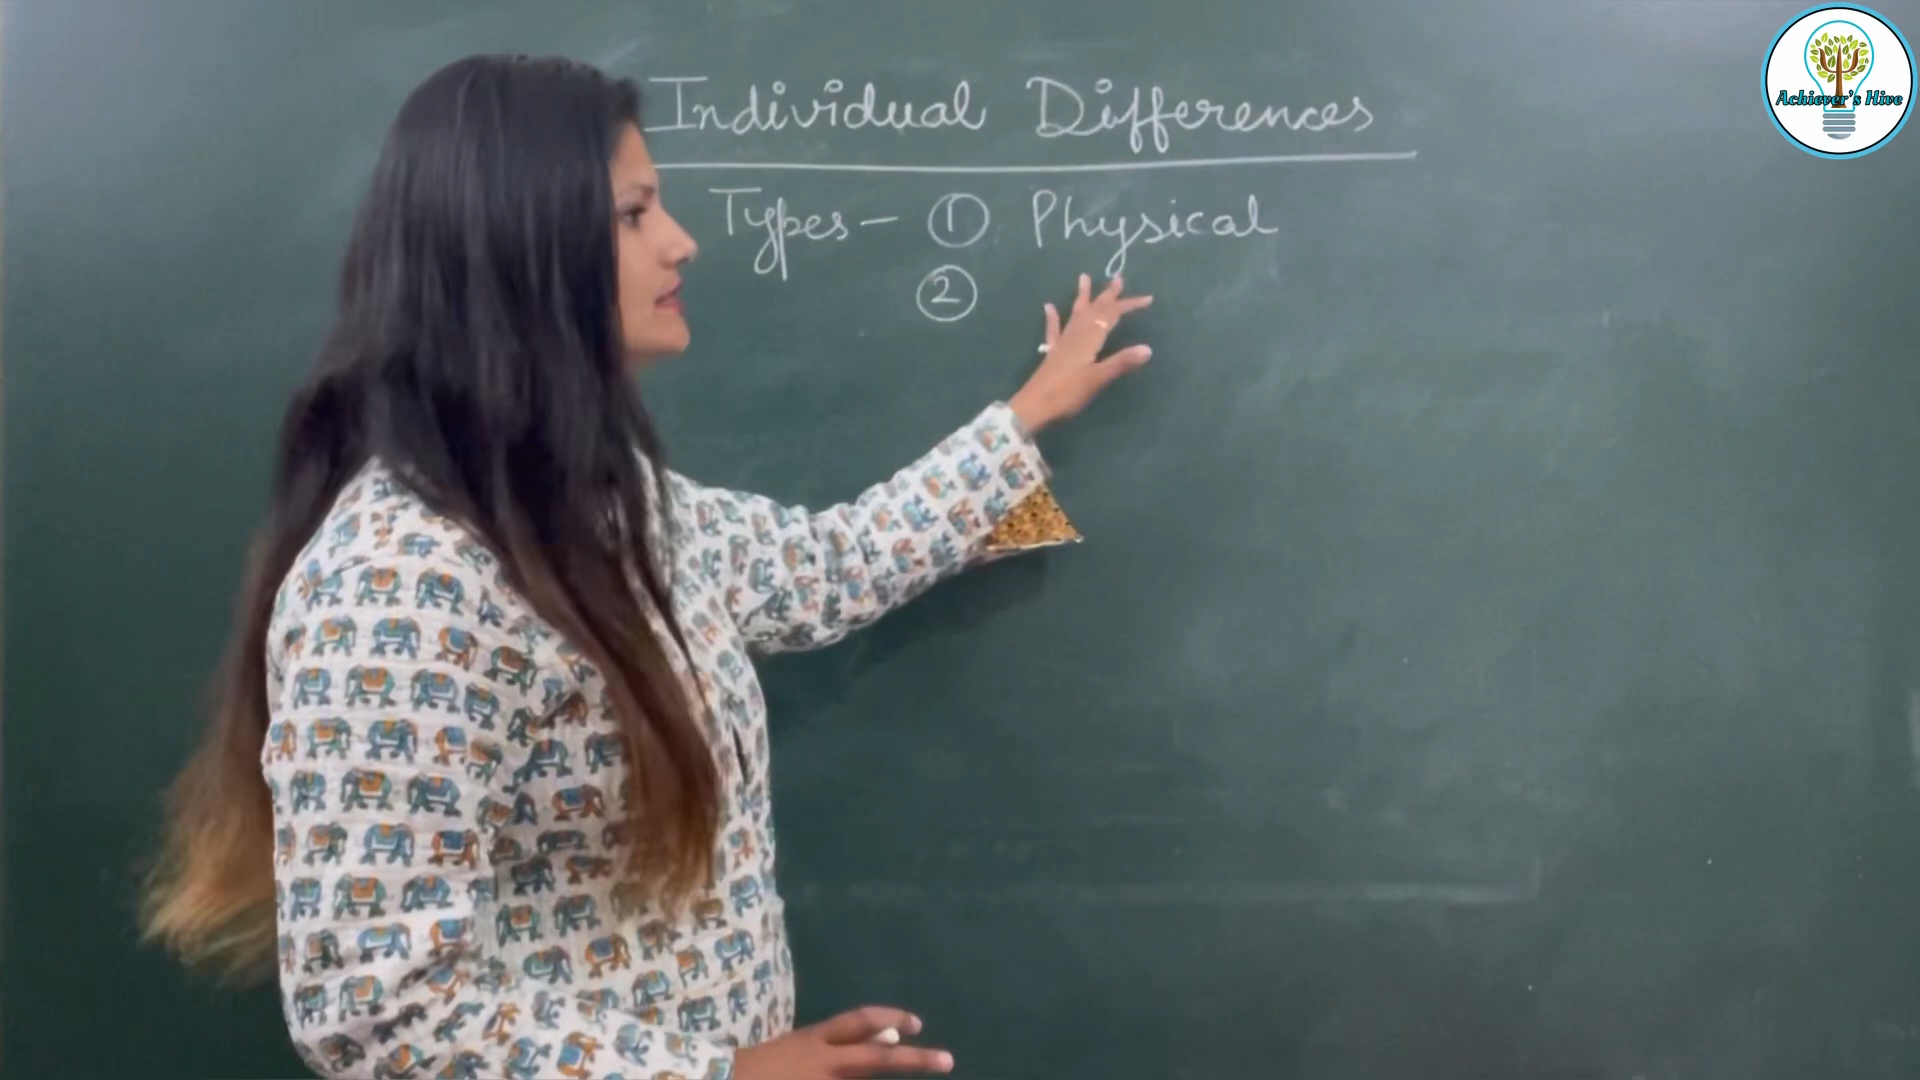 Individual Differences
Types - ① Physical
②
Achiever's Hive